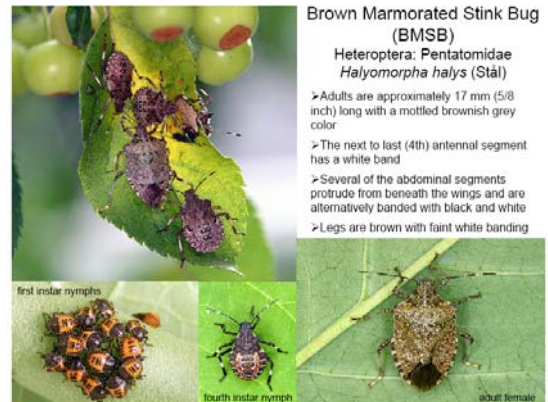 Brown Marmorated Stink Bug
(BMSB)
Heteroptera: Pentatomidae
Halyomorpha halys (Stål)
➢Adults are approximately 17 mm (5/8
inch) long with a mottled brownish grey
color
➢The next to last (4th) antennal segment
has a white band
➢Several of the abdominal segments
protrude from beneath the wings and are
alternatively banded with black and white
➢Legs are brown with faint white banding
first instar nymphs
fourth instar nymph
adult female